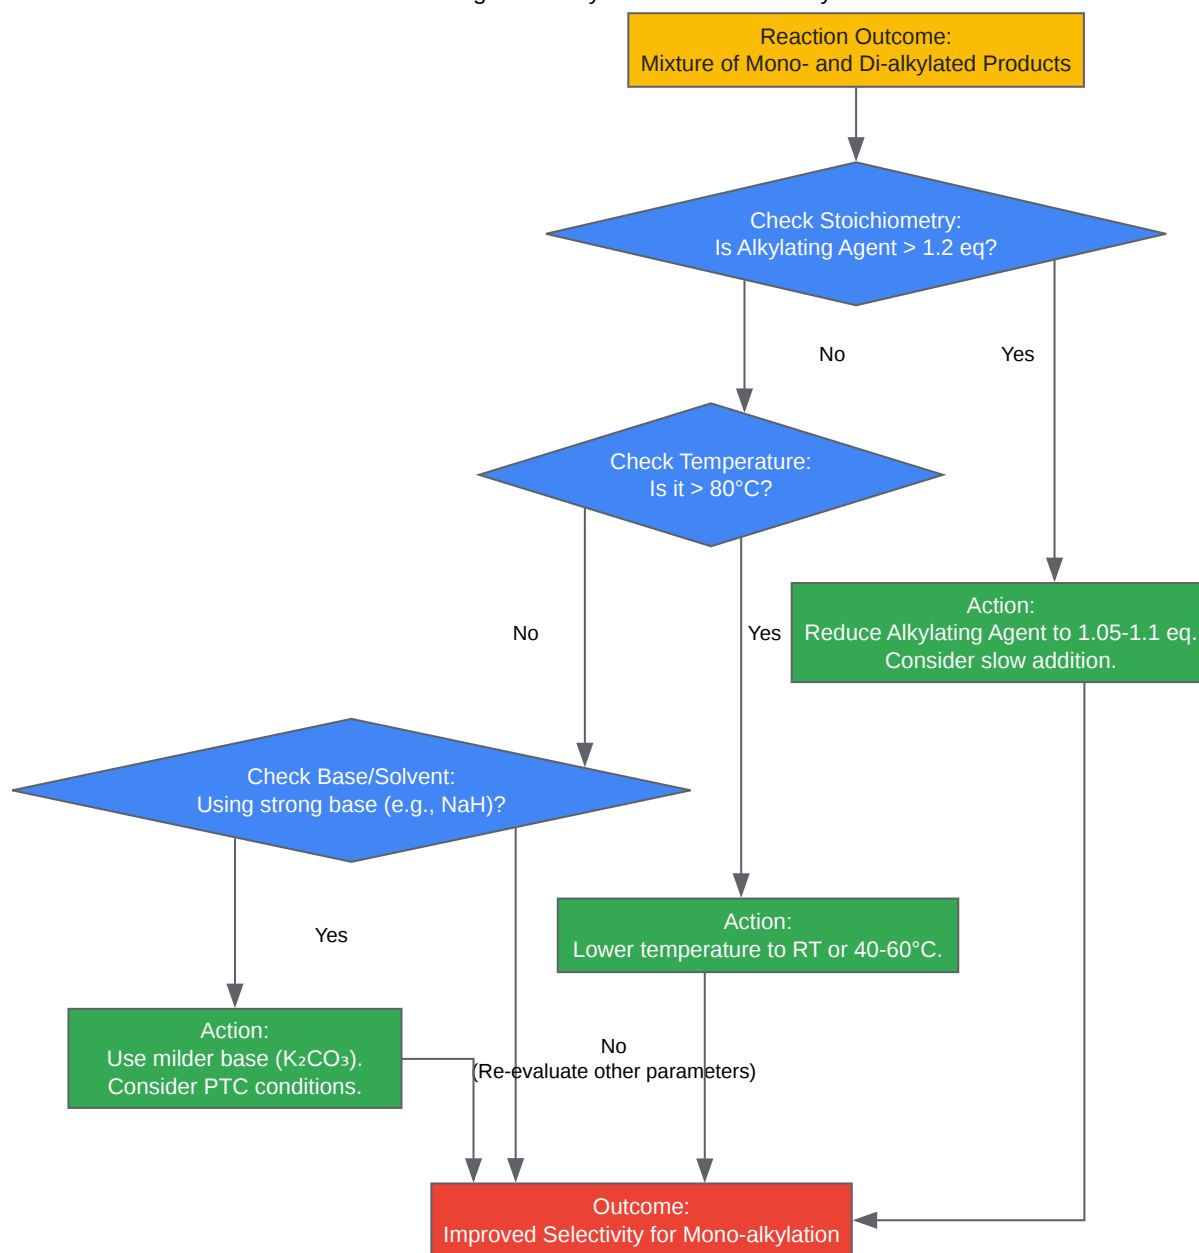 Reaction Outcome:
Mixture of Mono- and Di-alkylated Products
Check Stoichiometry:
Is Alkylating Agent > 1.2 eq?
No
Yes
Check Temperature:
Is it > 80°C?
Action:
Reduce Alkylating Agent to 1.05-1.1 eq.
Consider slow addition.
No
Yes
Check Base/Solvent:
Using strong base (e.g., NaH)?
Yes
Action:
Lower temperature to RT or 40-60°C.
Action:
Use milder base (K₂CO₃).
Consider PTC conditions.
No
(Re-evaluate other parameters)
Outcome:
Improved Selectivity for Mono-alkylation